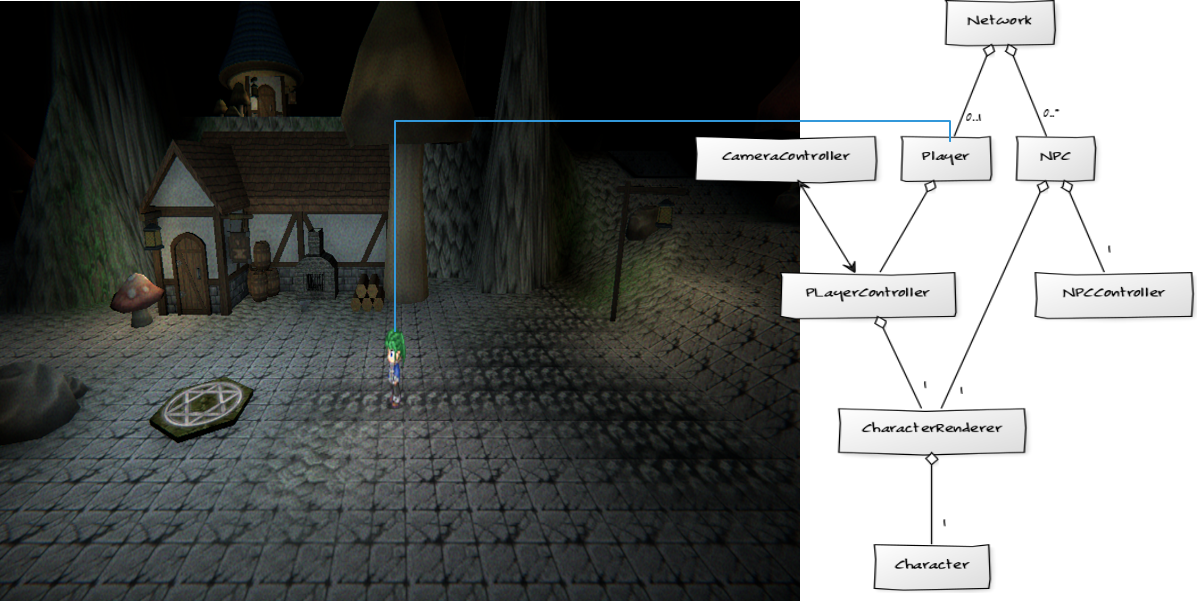 Network
0..1
0..*
CameraController
Player
NPC
1
PLayerController
NPCController
1
1
CharacterRenderer
1
Character